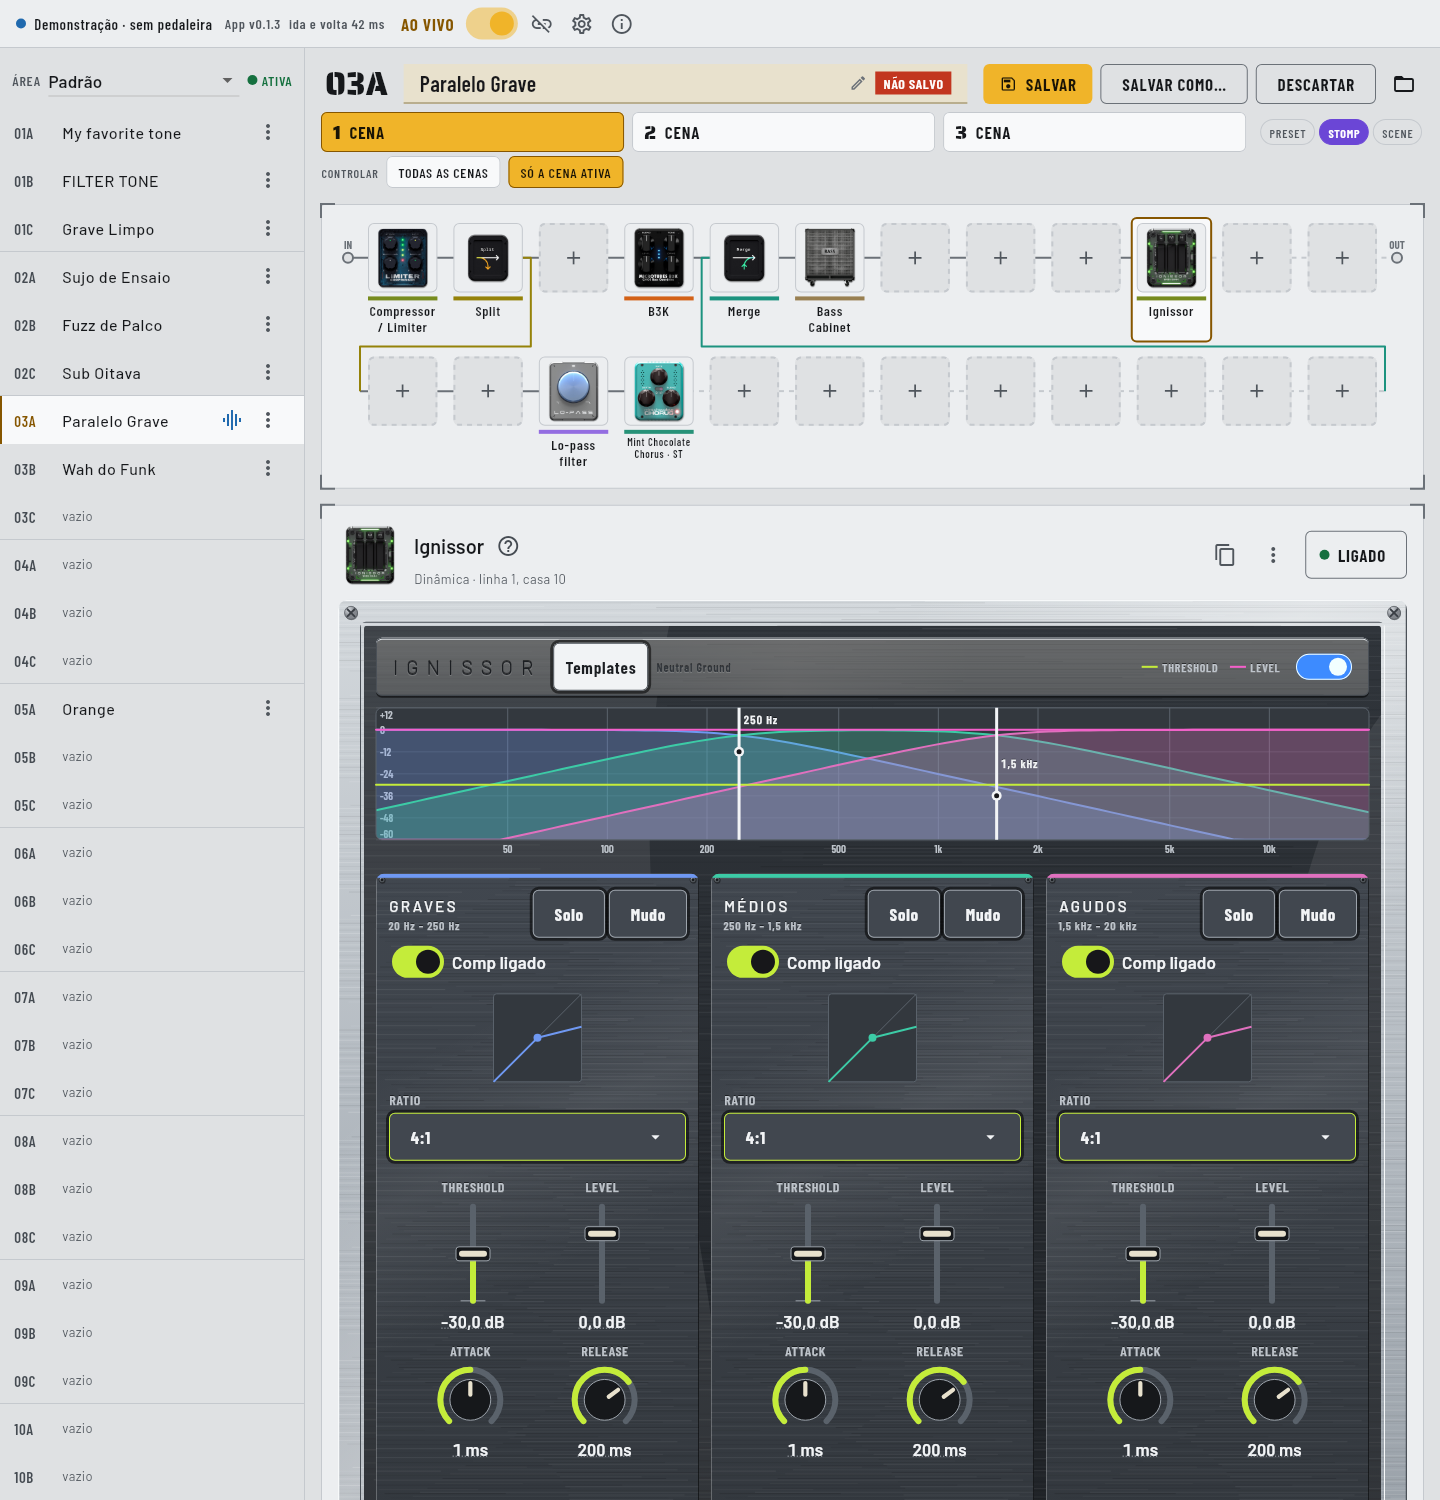 Demonstração · sem pedaleira App v0.1.3 ida e volta 42 ms AO VIVO
ÁREA Padrão ATIVA
01A My favorite tone
01B FILTER TONE
01C Grave Limpo
02A Sujo de Ensaio
02B Fuzz de Palco
02C Sub Oitava
03A Paralelo Grave
03B Wah do Funk
03C vazio
04A vazio
04B vazio
04C vazio
05A Orange
05B vazio
05C vazio
06A vazio
06B vazio
06C vazio
07A vazio
07B vazio
07C vazio
08A vazio
08B vazio
08C vazio
09A vazio
09B vazio
09C vazio
10A vazio
10B vazio
03A Paralelo Grave NÃO SALVO SALVAR SALVAR COMO... DESCARTAR
1 CENA 2 CENA 3 CENA PRESET STOMP SCENE
CONTROLAR TODAS AS CENAS SÓ A CENA ATIVA
IN OUT
LIMITER Split Merge BASS
Compressor / Limiter
Split
B3K
Merge
Bass Cabinet
Ignissor
LO-PASS CHORUS
Lo-pass filter
Mint Chocolate Chorus · ST
Ignissor
Dinâmica · linha 1, casa 10
LIGADO
IGNISSOR Templates Neutral Ground THRESHOLD LEVEL
+12
0
-12
-24
-36
-48
-60
250 Hz
1,5 kHz
50 100 200 500 1k 2k 5k 10k
GRAVES Solo Mudo
20 Hz – 250 Hz
Comp ligado
RATIO
4:1
THRESHOLD LEVEL
-30,0 dB 0,0 dB
ATTACK RELEASE
1 ms 200 ms
MÉDIOS Solo Mudo
250 Hz – 1,5 kHz
Comp ligado
RATIO
4:1
THRESHOLD LEVEL
-30,0 dB 0,0 dB
ATTACK RELEASE
1 ms 200 ms
AGUDOS Solo Mudo
1,5 kHz – 20 kHz
Comp ligado
RATIO
4:1
THRESHOLD LEVEL
-30,0 dB 0,0 dB
ATTACK RELEASE
1 ms 200 ms